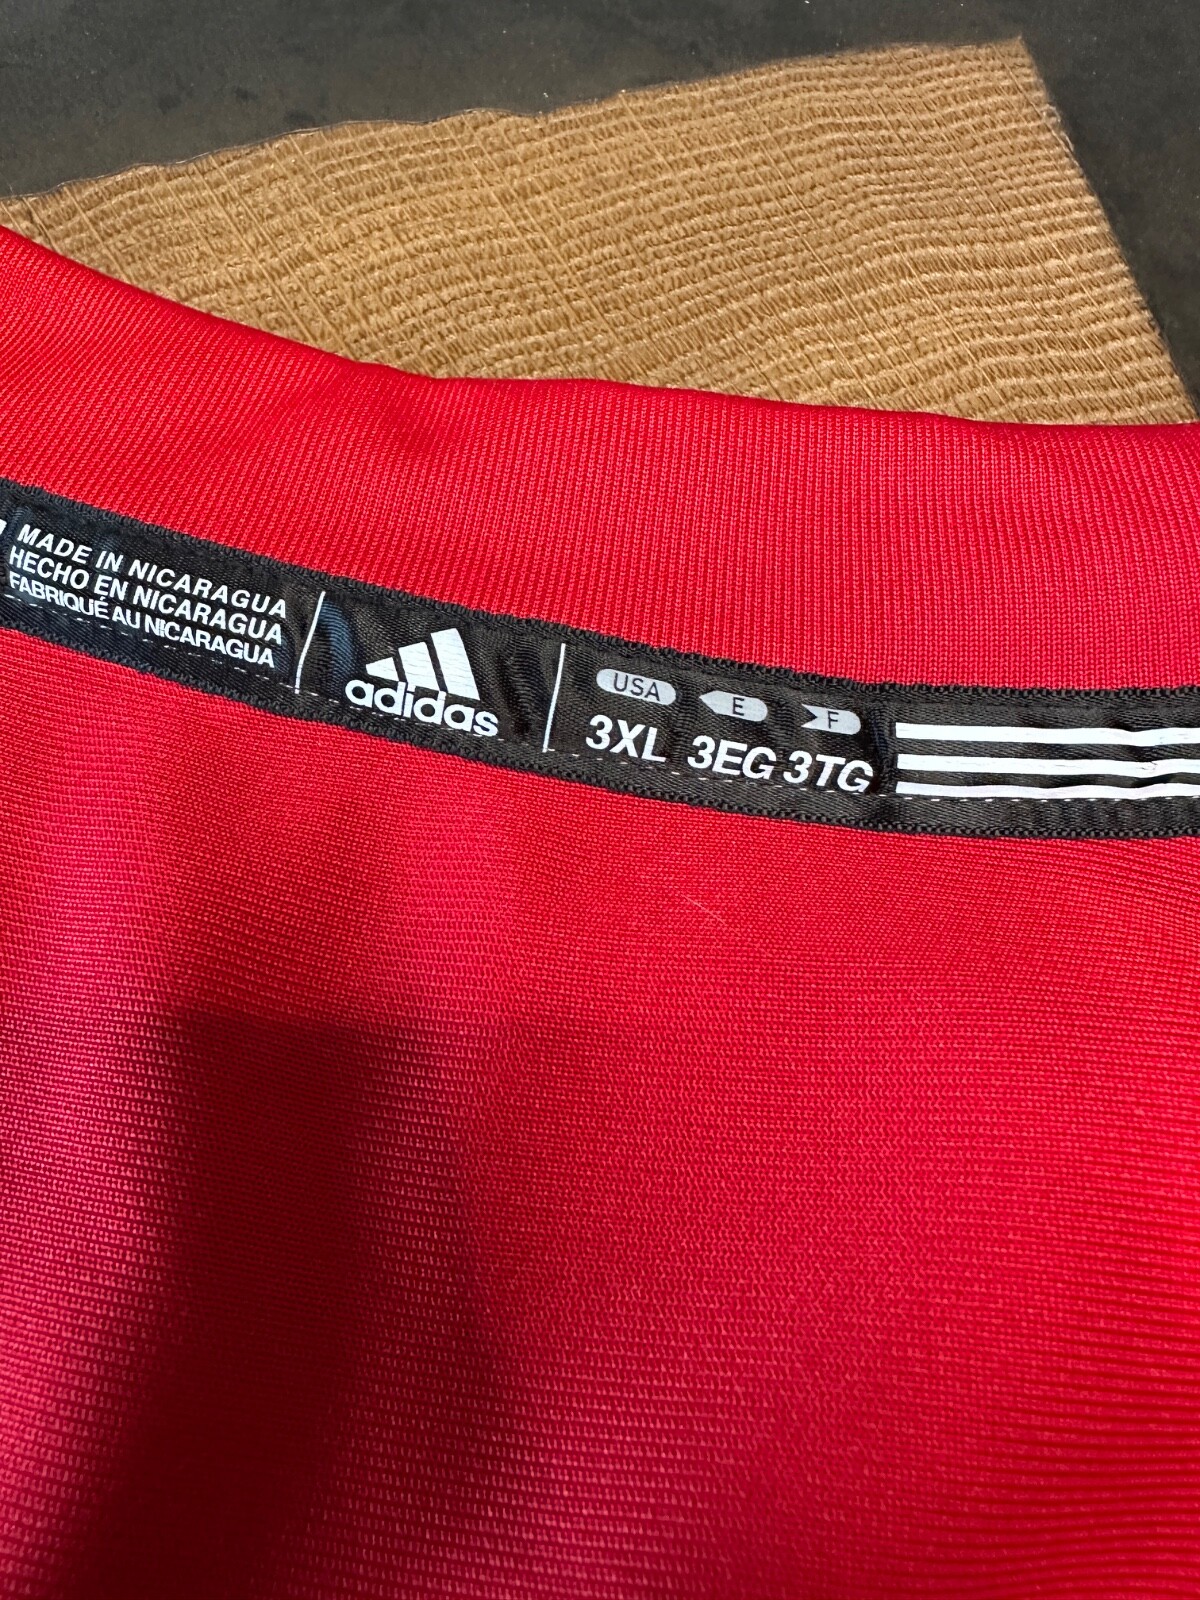 MADE IN NICARAGUA
HECHO EN NICARAGUA
FABRIQUÉ AU NICARAGUA
adidas
USA E F
3XL 3EG 3TG